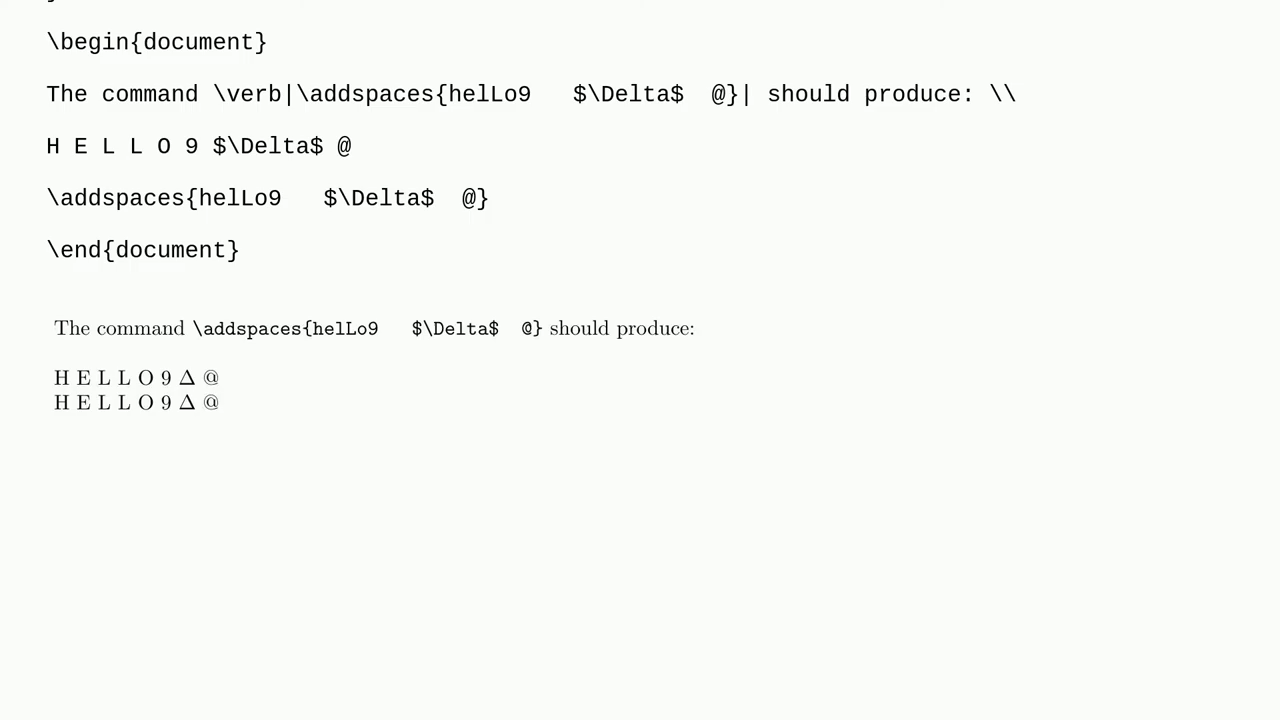 \begin{document}
The command \verb|\addspaces{helLo9   $\Delta$  @}| should produce: \\
H E L L O 9 $\Delta$ @
\addspaces{helLo9   $\Delta$  @}
\end{document}
The command \addspaces{helLo9   $\Delta$  @} should produce:
H E L L O 9 Δ @
H E L L O 9 Δ @